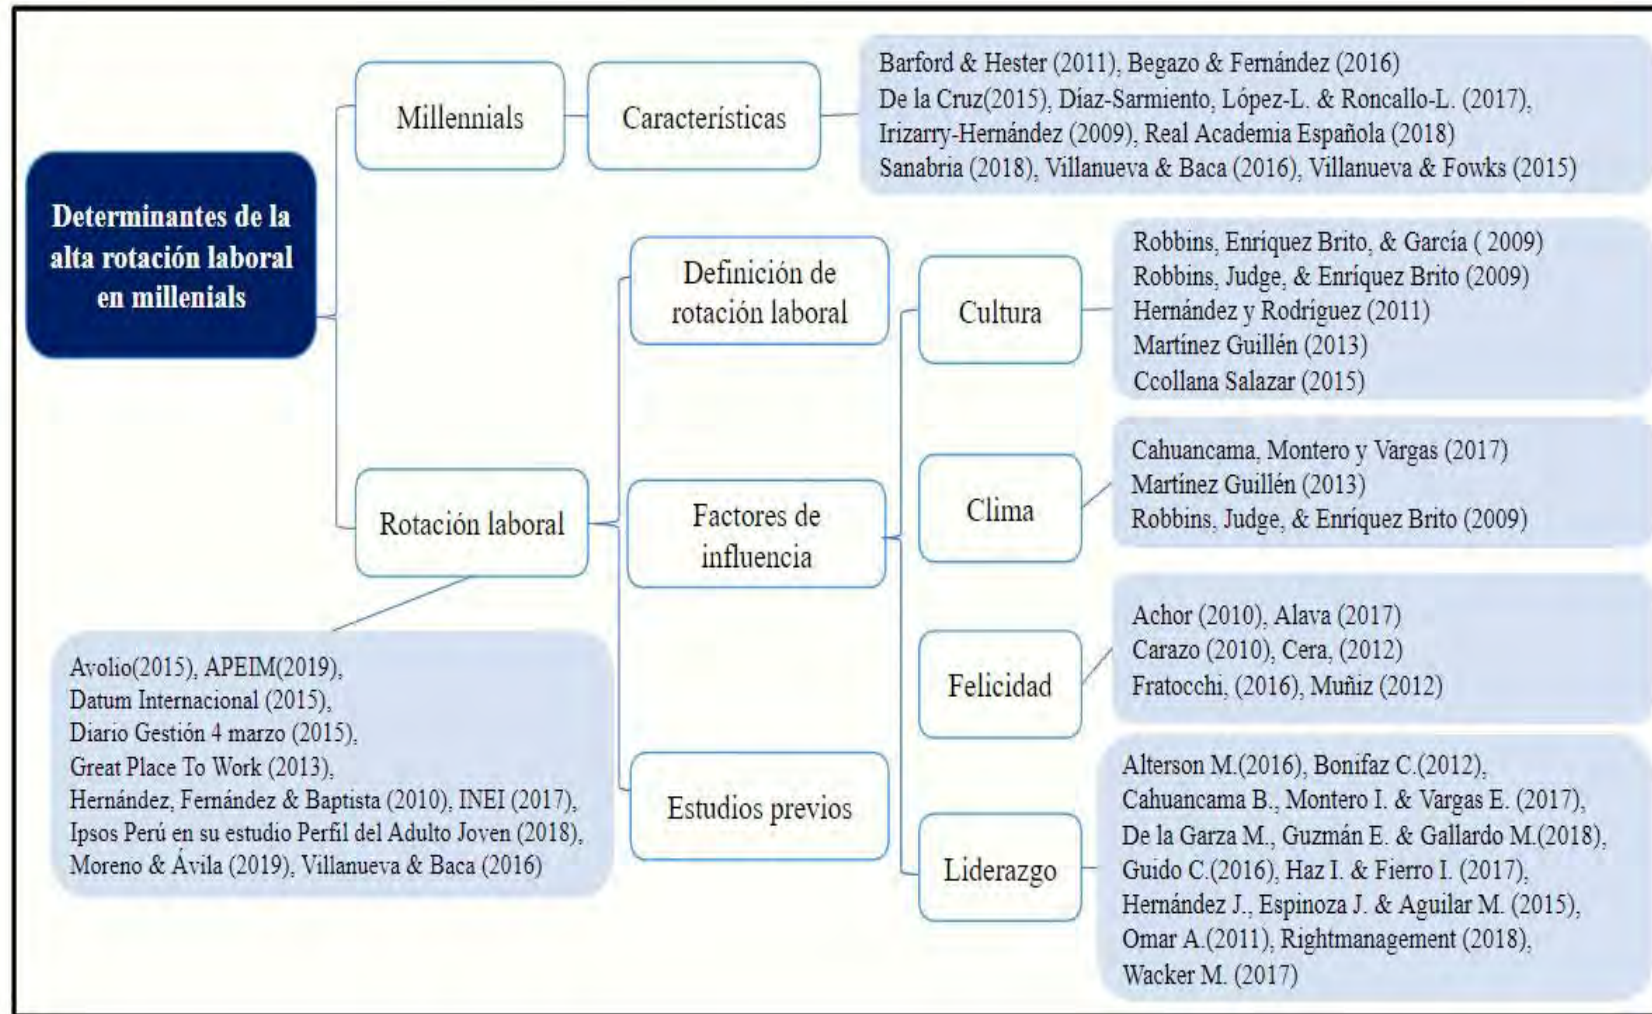 Determinantes de la
alta rotación laboral
en millenials
Millennials
Características
Barford & Hester (2011), Begazo & Fernández (2016)
De la Cruz(2015), Díaz-Sarmiento, López-L. & Roncallo-L. (2017),
Irizarry-Hernández (2009), Real Academia Española (2018)
Sanabria (2018), Villanueva & Baca (2016), Villanueva & Fowks (2015)
Rotación laboral
Avolio(2015), APEIM(2019),
Datum Internacional (2015),
Diario Gestión 4 marzo (2015),
Great Place To Work (2013),
Hernández, Fernández & Baptista (2010), INEI (2017),
Ipsos Perú en su estudio Perfil del Adulto Joven (2018),
Moreno & Ávila (2019), Villanueva & Baca (2016)
Definición de
rotación laboral
Factores de
influencia
Estudios previos
Cultura
Robbins, Enríquez Brito, & García ( 2009)
Robbins, Judge, & Enríquez Brito (2009)
Hernández y Rodríguez (2011)
Martínez Guillén (2013)
Ccollana Salazar (2015)
Clima
Cahuancama, Montero y Vargas (2017)
Martínez Guillén (2013)
Robbins, Judge, & Enríquez Brito (2009)
Felicidad
Achor (2010), Alava (2017)
Carazo (2010), Cera, (2012)
Fratocchi, (2016), Muñiz (2012)
Liderazgo
Alterson M.(2016), Bonifaz C.(2012),
Cahuancama B., Montero I. & Vargas E. (2017),
De la Garza M., Guzmán E. & Gallardo M.(2018),
Guido C.(2016), Haz I. & Fierro I. (2017),
Hernández J., Espinoza J. & Aguilar M. (2015),
Omar A.(2011), Rightmanagement (2018),
Wacker M. (2017)